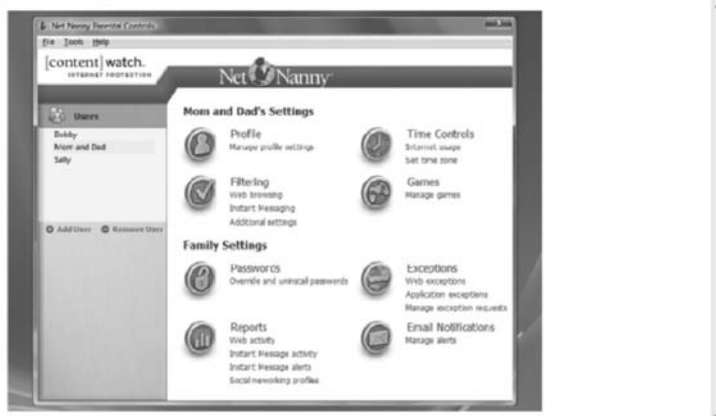 Net Nanny Parental Controls
File Tools Help
[content] watch.
INTERNET PROTECTION
Net Nanny
Users
Bobby
Mom and Dad
Sally
Add User Remove User
Mom and Dad's Settings
Profile
Manage profile settings
Time Controls
Internet usage
Set time zone
Filtering
Web browsing
Instant Messaging
Additional settings
Games
Manage games
Family Settings
Passwords
Override and uninstall passwords
Exceptions
Web exceptions
Application exceptions
Manage exception requests
Reports
Web activity
Instant Message activity
Instant Message alerts
Social neworking profiles
Email Notifications
Manage alerts